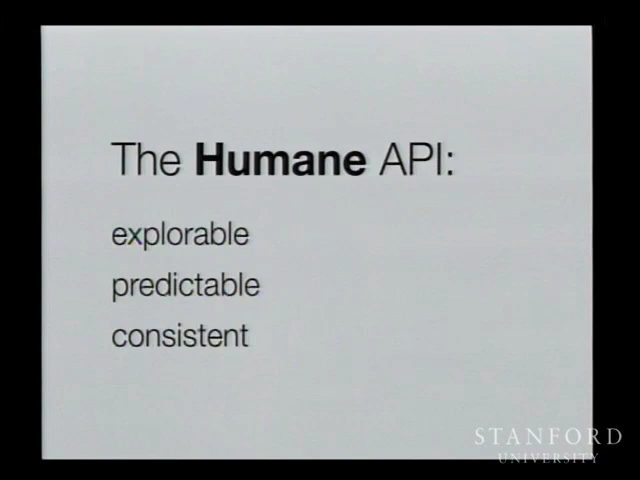 The Humane API:
explorable
predictable
consistent
STANFORD
UNIVERSITY